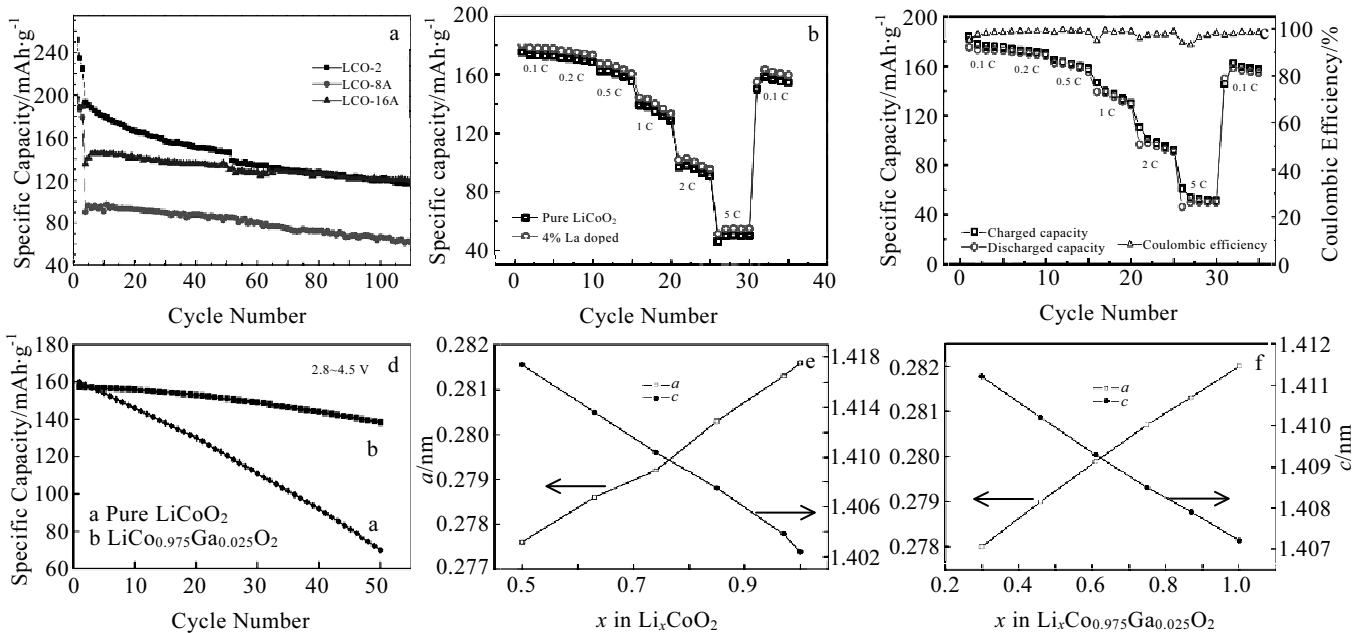 Specific Capacity/mAh·g⁻¹
240
200
160
120
80
40
0 20 40 60 80 100
Cycle Number
a
LCO-2
LCO-8A
LCO-16A
Specific capacity/mAh·g⁻¹
200
160
120
80
40
0 10 20 30 40
Cycle Number
b
0.1 C
0.2 C
0.5 C
1 C
2 C
5 C
0.1 C
Pure LiCoO₂
4% La doped
Specific Capacity/mAh·g⁻¹
200
160
120
80
40
0
0 10 20 30
Cycle Number
c
0.1 C
0.2 C
0.5 C
1 C
2 C
5 C
0.1 C
Charged capacity
Discharged capacity
Coulombic efficiency
100
80
60
40
20
0
Coulombic Efficiency/%
Specific Capacity/mAh·g⁻¹
180
160
140
120
100
80
60
0 10 20 30 40 50
Cycle Number
2.8~4.5 V
d
b
a
a Pure LiCoO₂
b LiCo₀.₉₇₅Ga₀.₀₂₅O₂
a/nm
0.282
0.281
0.280
0.279
0.278
0.277
0.5 0.7 0.9
x in LiₓCoO₂
e
a
c
1.418
1.414
1.410
1.406
1.402
0.282
0.281
0.280
0.279
0.278
0.2 0.4 0.6 0.8 1.0
x in LiₓCo₀.₉₇₅Ga₀.₀₂₅O₂
f
a
c
1.412
1.411
1.410
1.409
1.408
1.407
c/nm